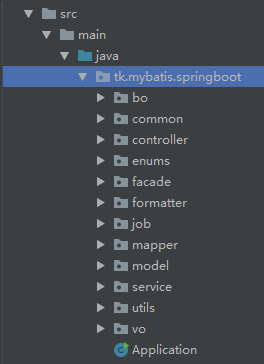 src
main
java
tk.mybatis.springboot
bo
common
controller
enums
facade
formatter
job
mapper
model
service
utils
vo
Application